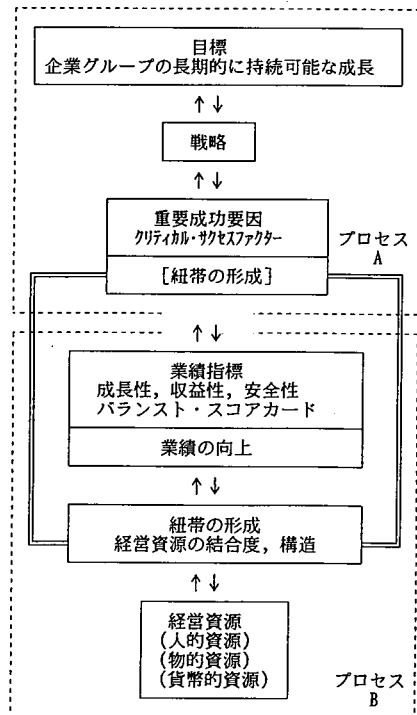 目標
企業グループの長期的に持続可能な成長
↑↓
戦略
↑↓
重要成功要因
クリティカル・サクセスファクター
[紐帯の形成]
プロセス
A
↑↓
業績指標
成長性，収益性，安全性
バランスト・スコアカード
業績の向上
↑↓
紐帯の形成
経営資源の結合度，構造
↑↓
経営資源
(人的資源)
(物的資源)
(貨幣的資源)
プロセス
B